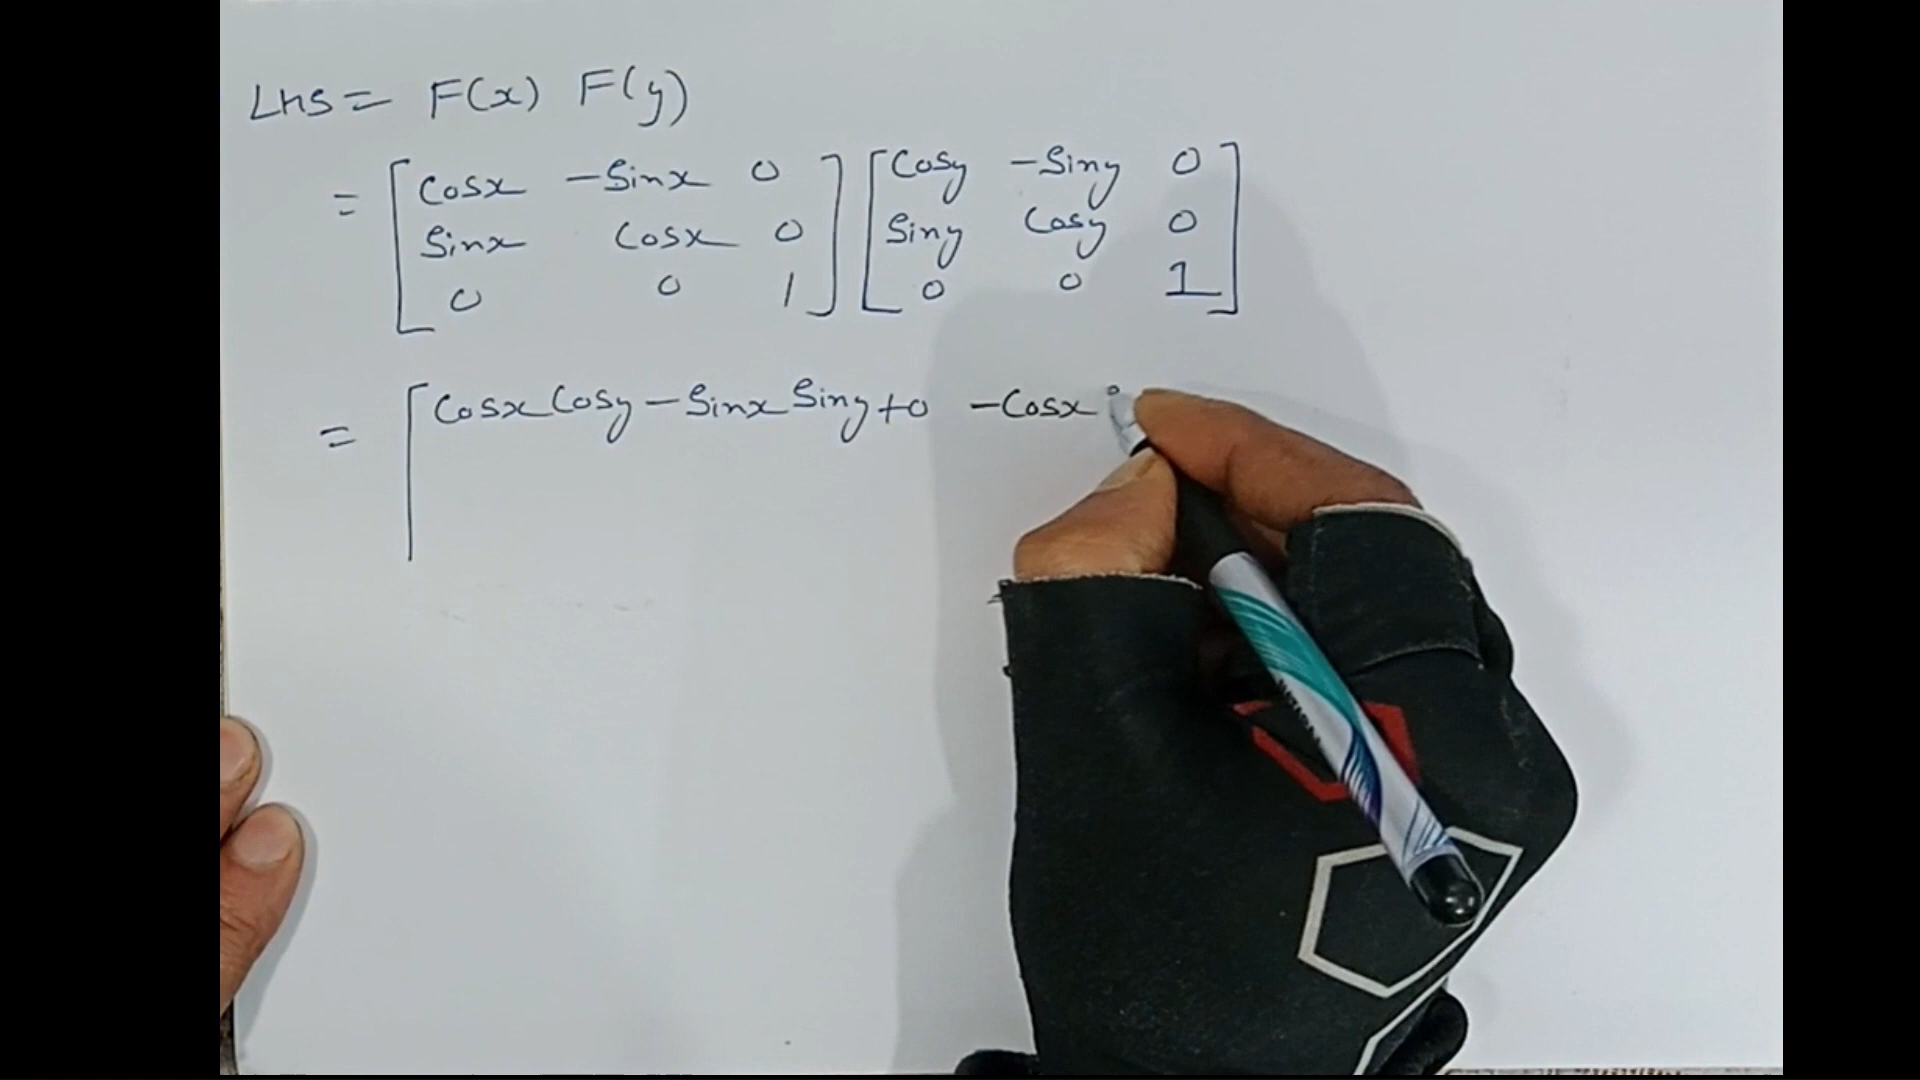 LHS = F(x) F(y)
= [ Cosx -Sinx 0 ] [ Cosy -Siny 0 ]
Sinx Cosx 0 Siny Cosy 0
0 0 1 0 0 1
= [ Cosx Cosy - Sinx Siny + 0 - Cosx